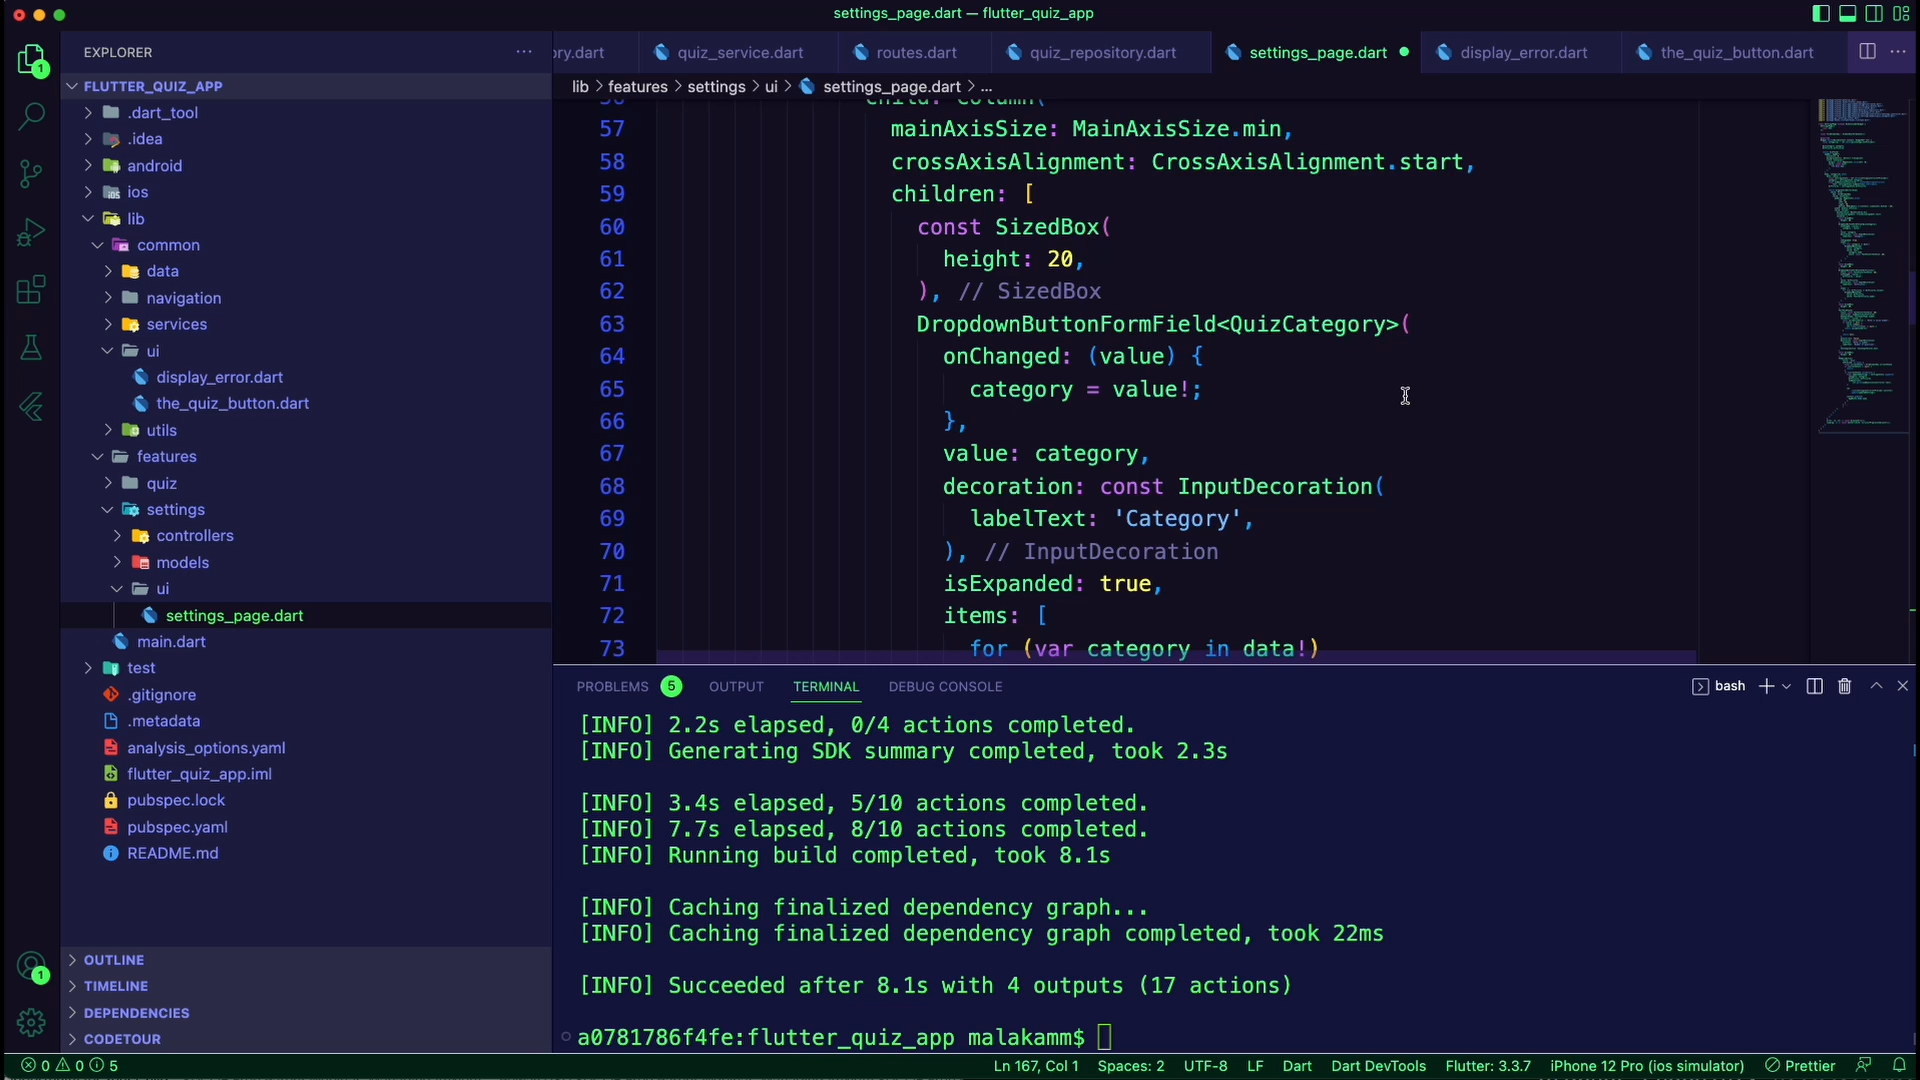 settings_page.dart — flutter_quiz_app
EXPLORER
FLUTTER_QUIZ_APP
.dart_tool
.idea
android
ios
lib
common
data
navigation
services
ui
display_error.dart
the_quiz_button.dart
utils
features
quiz
settings
controllers
models
ui
settings_page.dart
main.dart
test
.gitignore
.metadata
analysis_options.yaml
flutter_quiz_app.iml
pubspec.lock
pubspec.yaml
README.md
OUTLINE
TIMELINE
DEPENDENCIES
CODETOUR
ory.dart quiz_service.dart routes.dart quiz_repository.dart settings_page.dart display_error.dart the_quiz_button.dart
lib > features > settings > ui > settings_page.dart > ...
56 child: Column(
57 mainAxisSize: MainAxisSize.min,
58 crossAxisAlignment: CrossAxisAlignment.start,
59 children: [
60 const SizedBox(
61 height: 20,
62 ), // SizedBox
63 DropdownButtonFormField<QuizCategory>(
64 onChanged: (value) {
65 category = value!;
66 },
67 value: category,
68 decoration: const InputDecoration(
69 labelText: 'Category',
70 ), // InputDecoration
71 isExpanded: true,
72 items: [
73 for (var category in data!)
PROBLEMS 5 OUTPUT TERMINAL DEBUG CONSOLE bash
[INFO] 2.2s elapsed, 0/4 actions completed.
[INFO] Generating SDK summary completed, took 2.3s
[INFO] 3.4s elapsed, 5/10 actions completed.
[INFO] 7.7s elapsed, 8/10 actions completed.
[INFO] Running build completed, took 8.1s
[INFO] Caching finalized dependency graph...
[INFO] Caching finalized dependency graph completed, took 22ms
[INFO] Succeeded after 8.1s with 4 outputs (17 actions)
a0781786f4fe:flutter_quiz_app malakamm$
0 0 5 Ln 167, Col 1 Spaces: 2 UTF-8 LF Dart Dart DevTools Flutter: 3.3.7 iPhone 12 Pro (ios simulator) Prettier